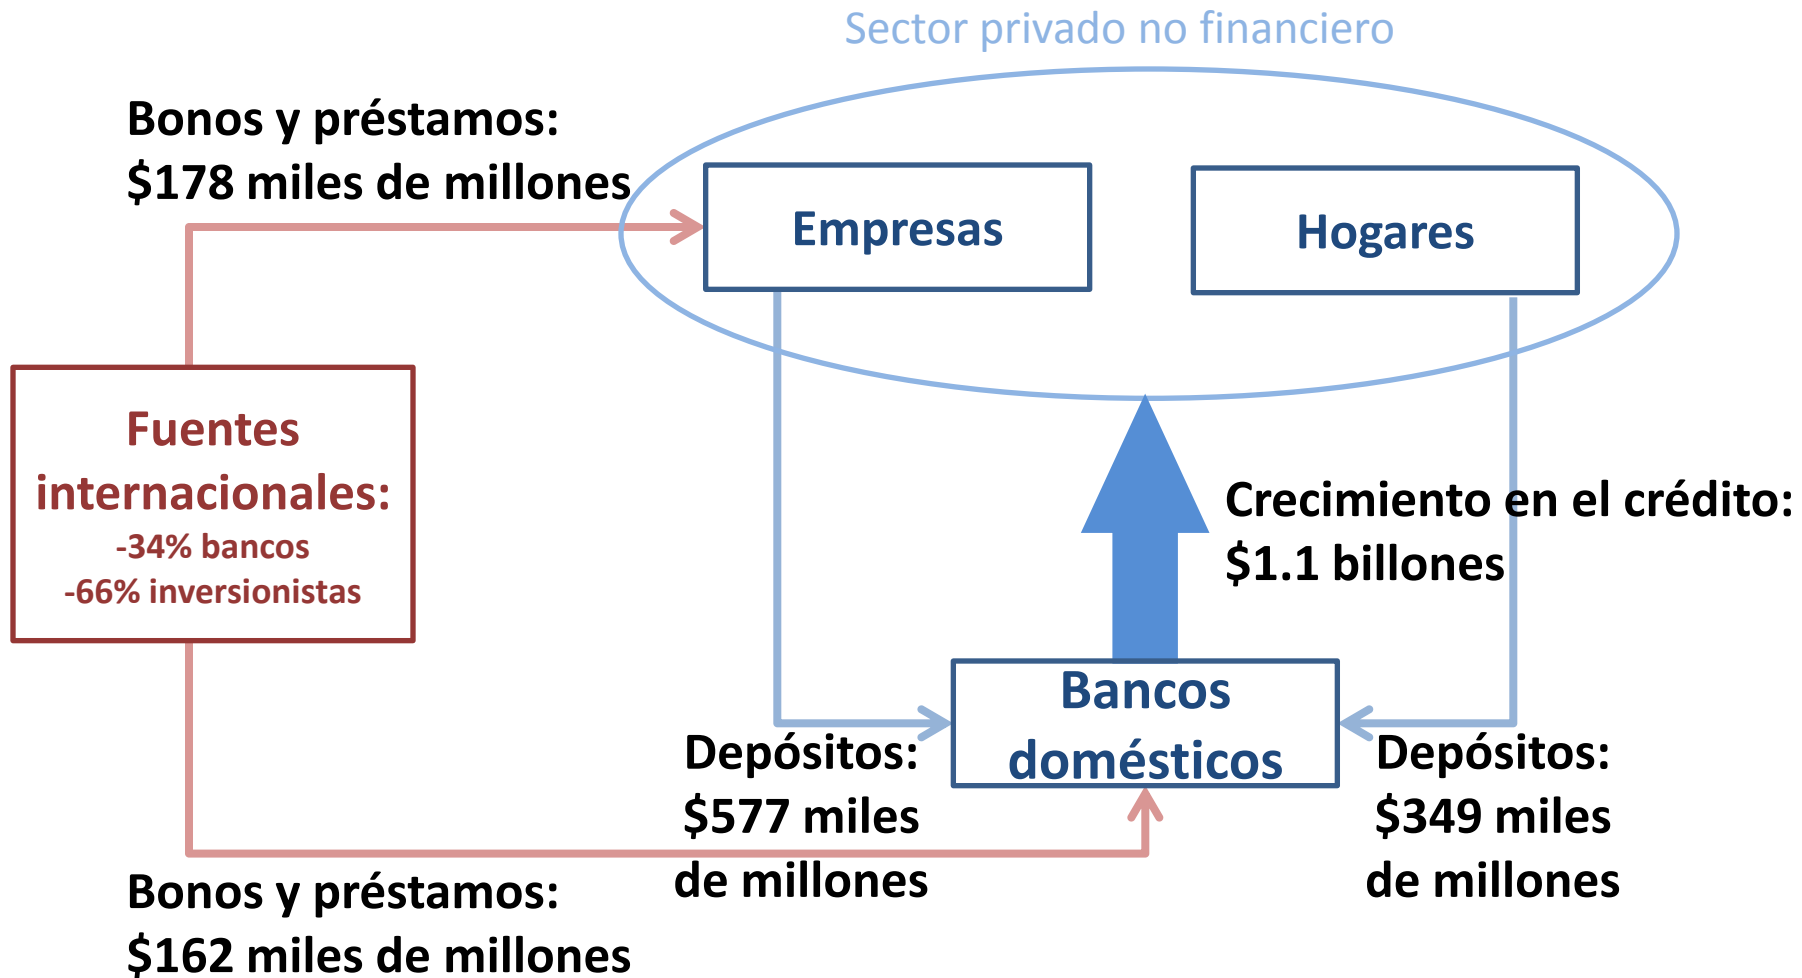 Sector privado no financiero
Bonos y préstamos:
$178 miles de millones
Empresas
Hogares
Fuentes
internacionales:
-34% bancos
-66% inversionistas
Crecimiento en el crédito:
$1.1 billones
Bancos
domésticos
Depósitos:
$577 miles
de millones
Depósitos:
$349 miles
de millones
Bonos y préstamos:
$162 miles de millones